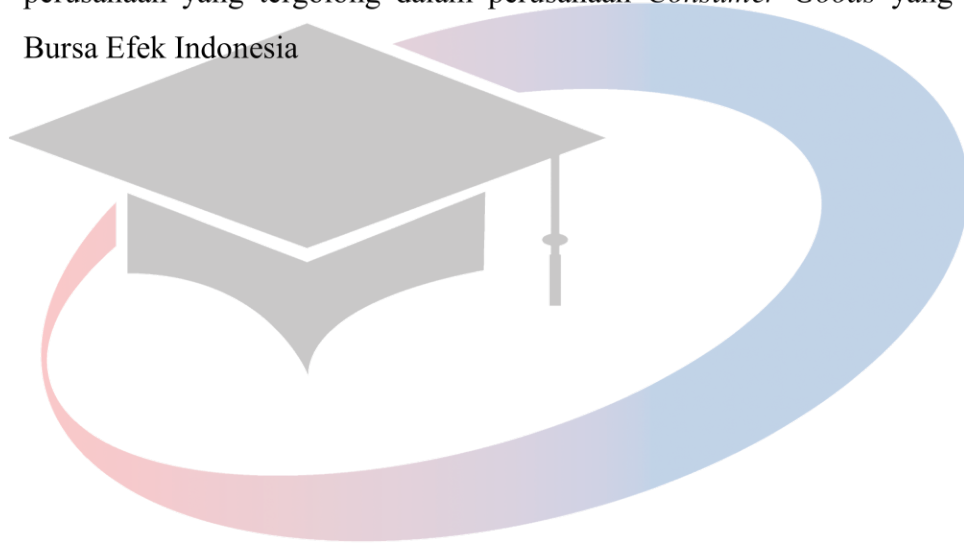 perusahaan yang tergolong dalam perusahaan Consumer Goods yang
Bursa Efek Indonesia